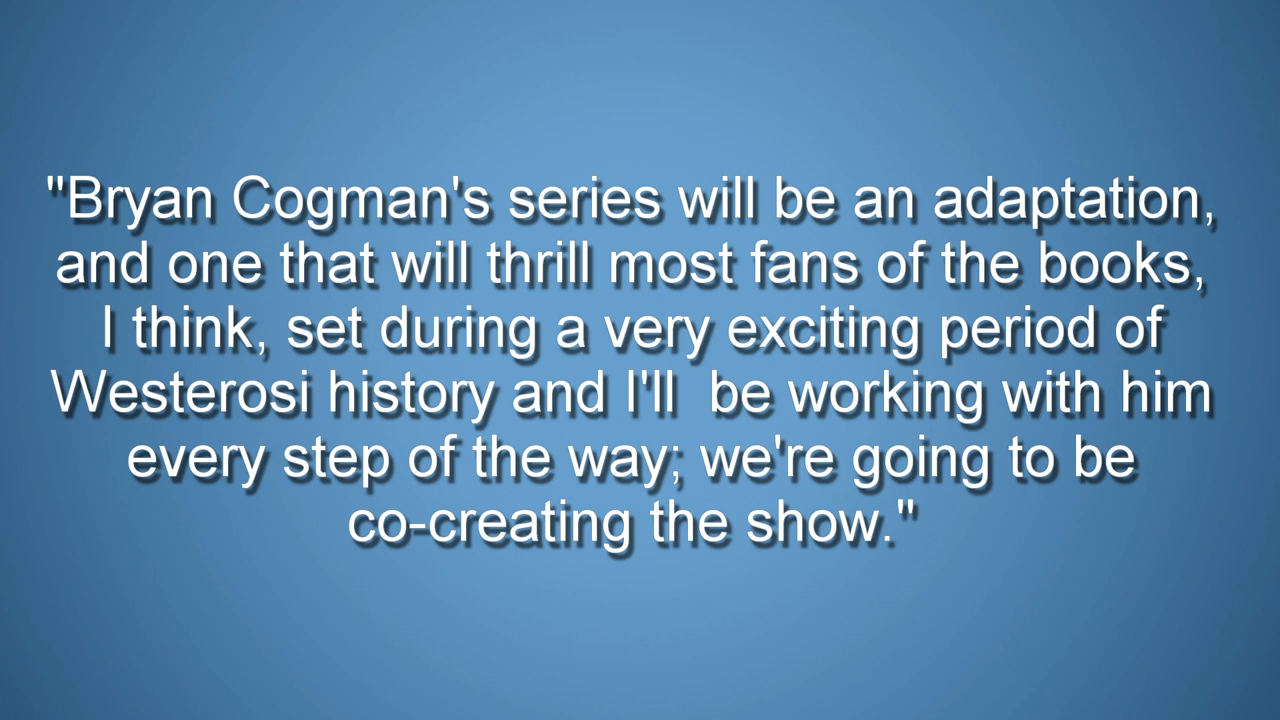 "Bryan Cogman's series will be an adaptation,
and one that will thrill most fans of the books,
I think, set during a very exciting period of
Westerosi history and I'll  be working with him
every step of the way; we're going to be
co-creating the show."